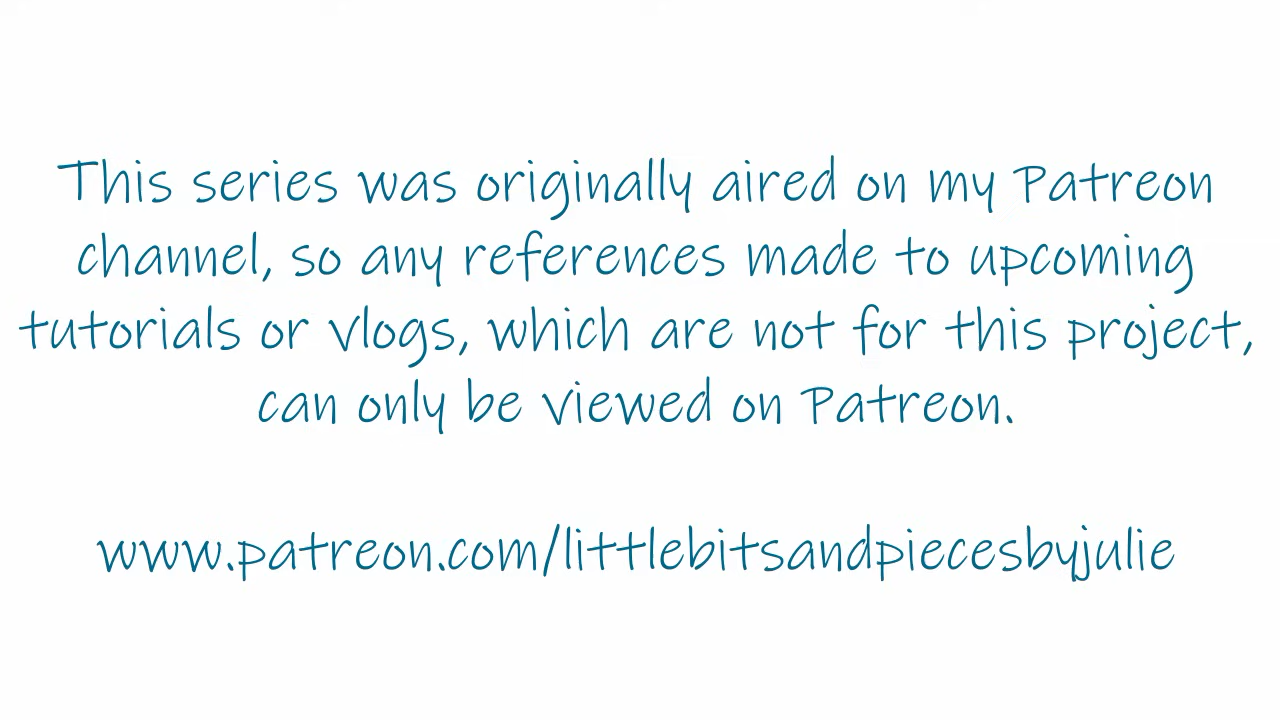 This series was originally aired on my Patreon
channel, so any references made to upcoming
tutorials or vlogs, which are not for this project,
can only be viewed on Patreon.
www.patreon.com/littlebitsandpiecesbyjulie